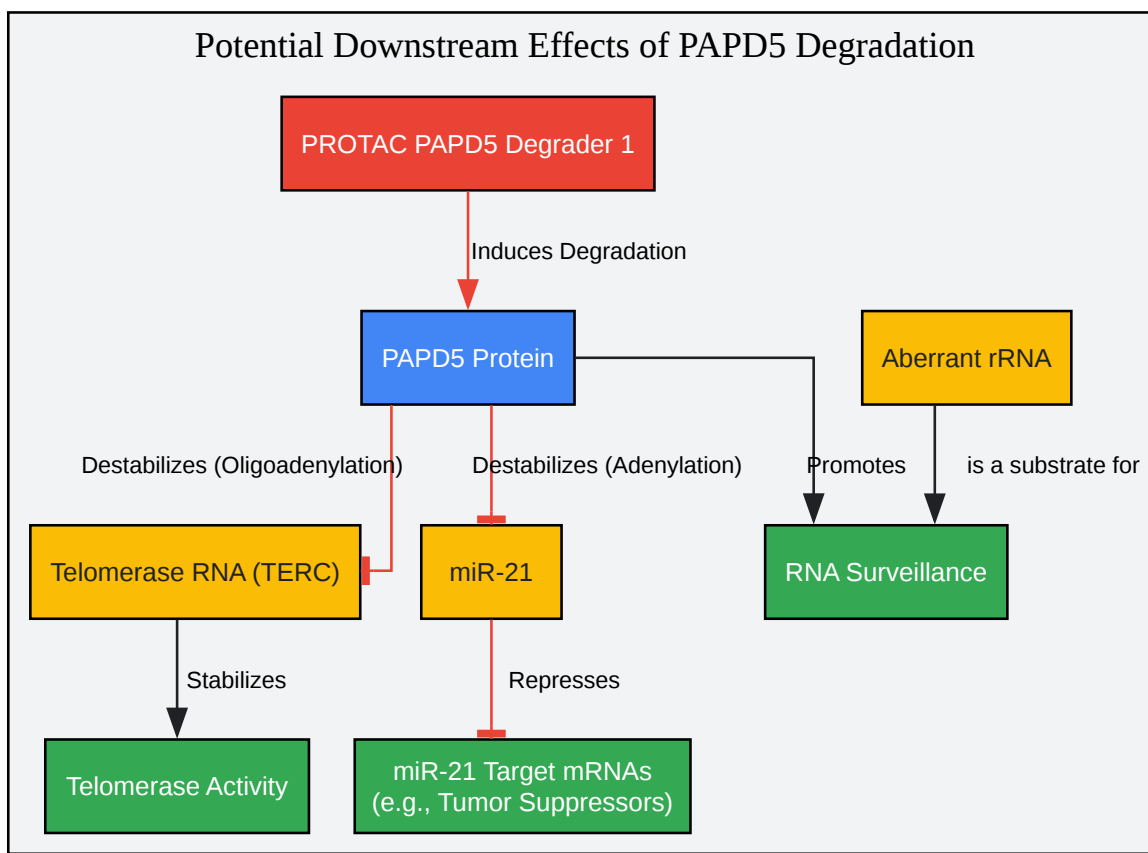 Potential Downstream Effects of PAPD5 Degradation
PROTAC PAPD5 Degrader 1
Induces Degradation
PAPD5 Protein
Aberrant rRNA
Destabilizes (Oligoadenylation)
Destabilizes (Adenylation)
Promotes
is a substrate for
Telomerase RNA (TERC)
miR-21
RNA Surveillance
Stabilizes
Represses
Telomerase Activity
miR-21 Target mRNAs
(e.g., Tumor Suppressors)